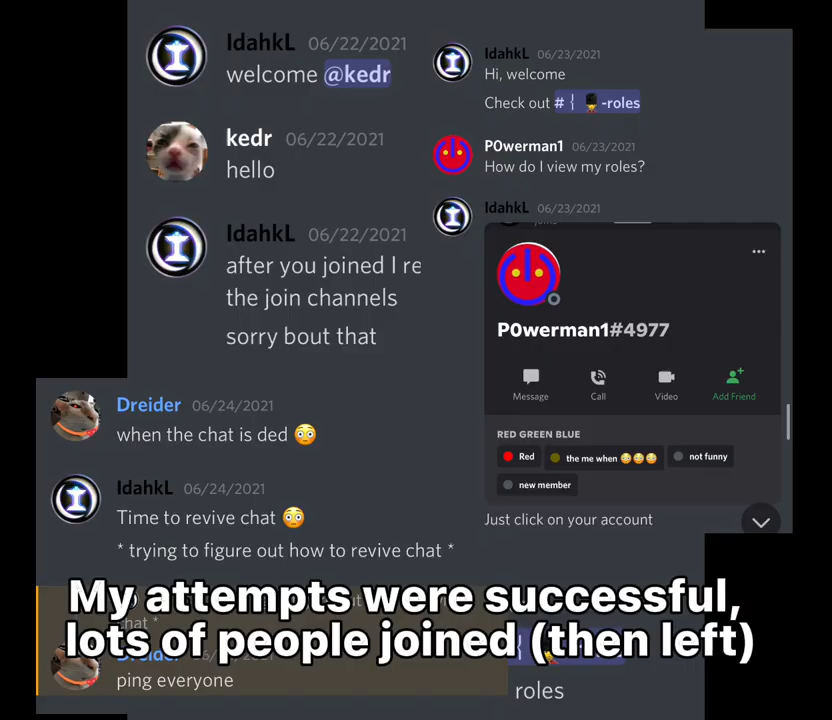 IdahkL 06/22/2021
welcome @kedr
kedr 06/22/2021
hello
IdahkL 06/22/2021
after you joined I re
the join channels
sorry bout that
IdahkL 06/23/2021
Hi, welcome
Check out # { -roles
P0werman1 06/23/2021
How do I view my roles?
IdahkL 06/23/2021
P0werman1#4977
Message Call Video Add Friend
RED GREEN BLUE
Red the me when 😳😳😳 not funny
new member
Just click on your account
Dreider 06/24/2021
when the chat is ded 😳
IdahkL 06/24/2021
Time to revive chat 😳
* trying to figure out how to revive chat *
My attempts were successful,
lots of people joined (then left)
ping everyone
roles